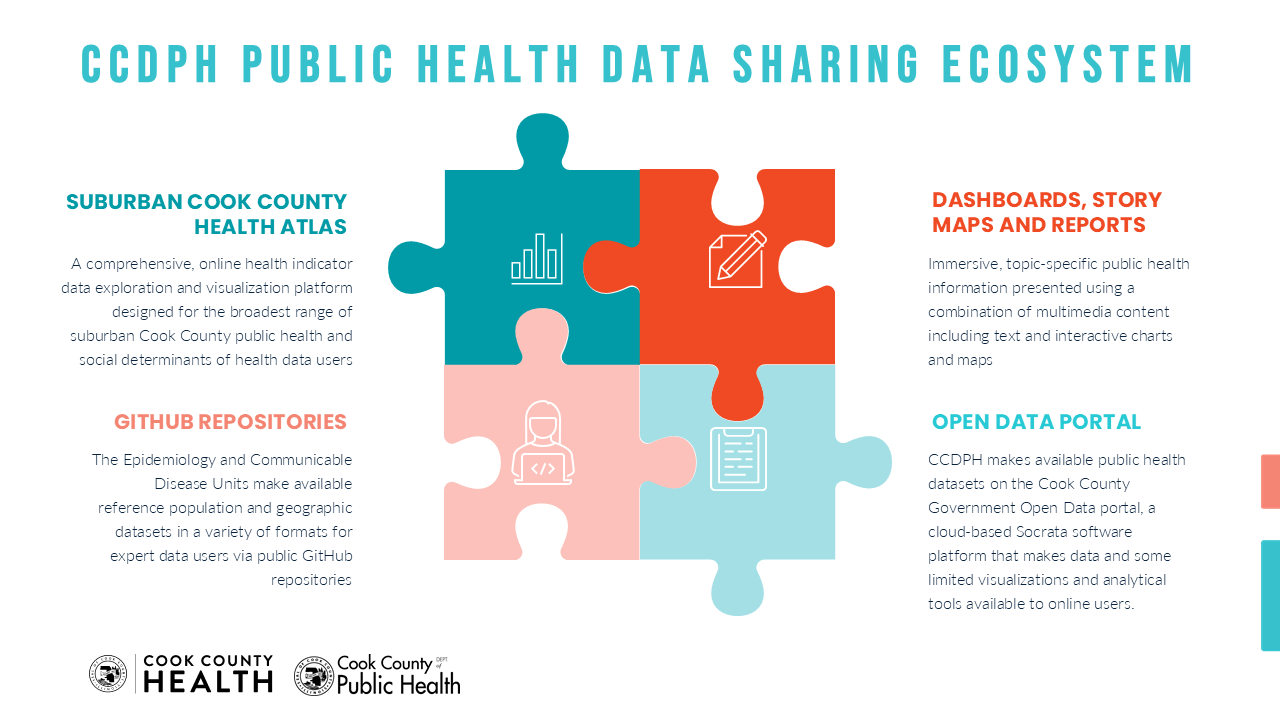 CCDPH PUBLIC HEALTH DATA SHARING ECOSYSTEM
SUBURBAN COOK COUNTY
HEALTH ATLAS
A comprehensive, online health indicator
data exploration and visualization platform
designed for the broadest range of
suburban Cook County public health and
social determinants of health data users
DASHBOARDS, STORY
MAPS AND REPORTS
Immersive, topic-specific public health
information presented using a
combination of multimedia content
including text and interactive charts
and maps
GITHUB REPOSITORIES
The Epidemiology and Communicable
Disease Units make available
reference population and geographic
datasets in a variety of formats for
expert data users via public GitHub
repositories
OPEN DATA PORTAL
CCDPH makes available public health
datasets on the Cook County
Government Open Data portal, a
cloud-based Socrata software
platform that makes data and some
limited visualizations and analytical
tools available to online users.
</>
COOK COUNTY
HEALTH
Cook County DEPT of
Public Health